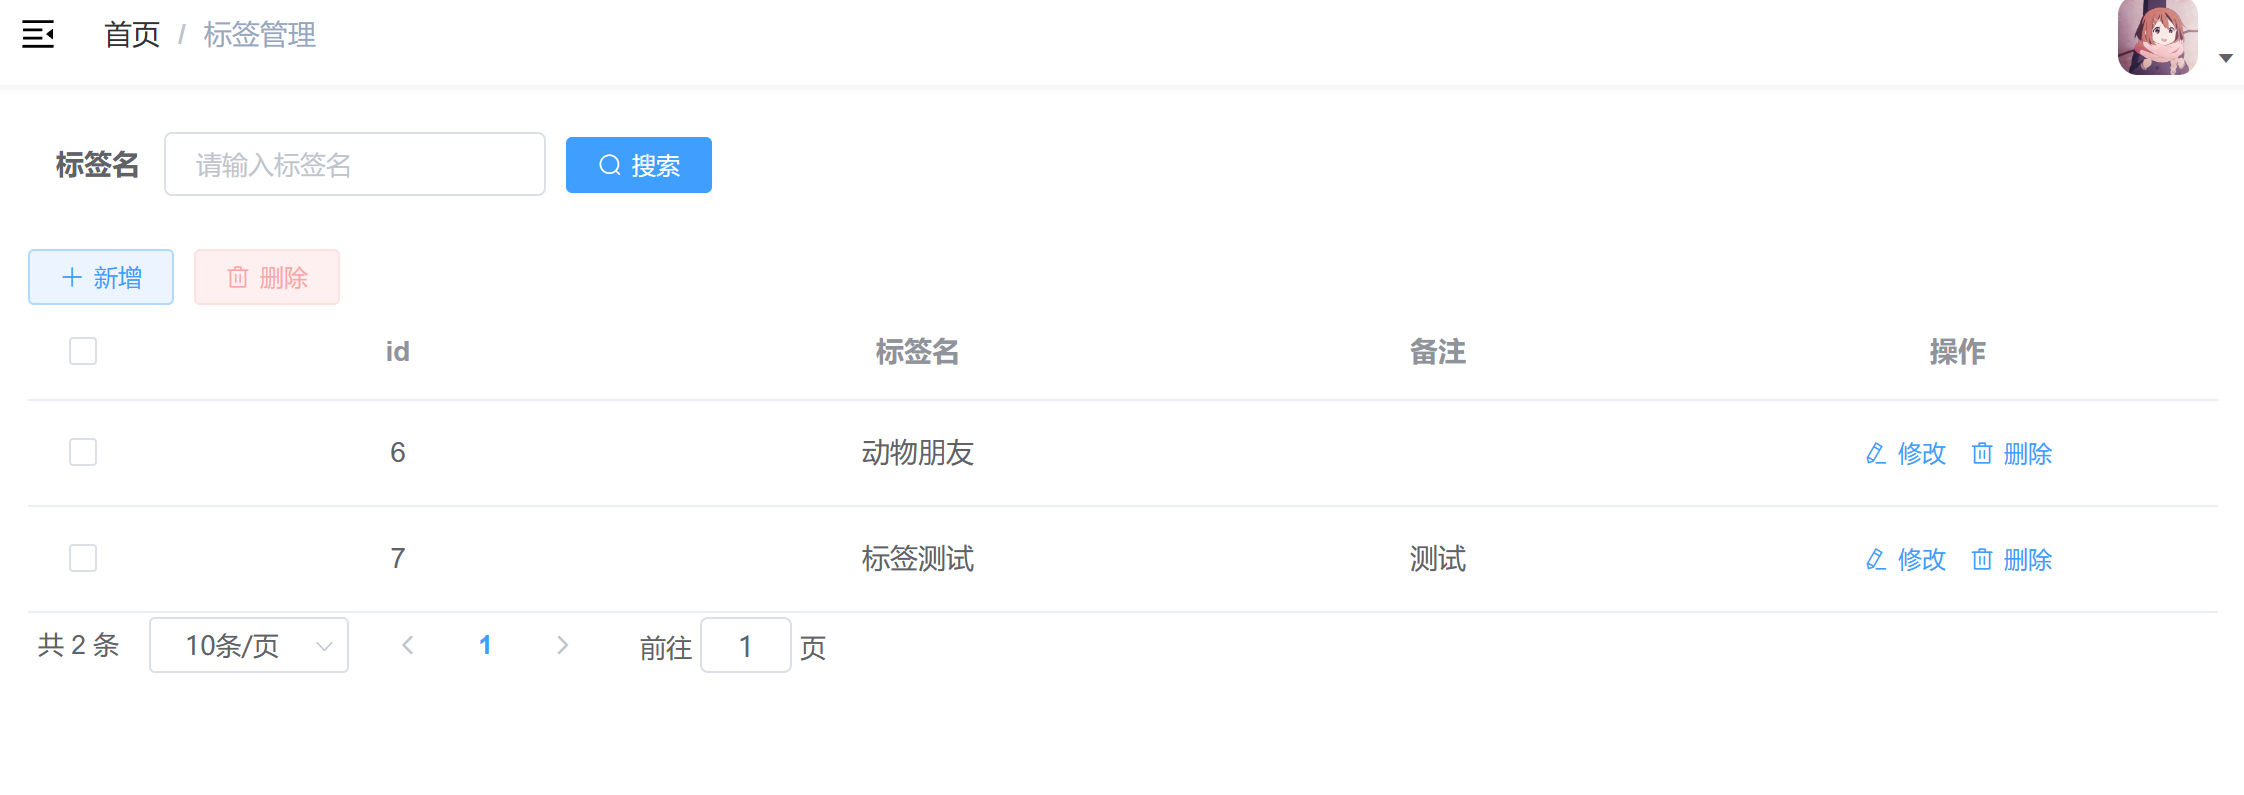 首页 / 标签管理
标签名 请输入标签名 搜索
新增 删除
id 标签名 备注 操作
6 动物朋友 修改 删除
7 标签测试 测试 修改 删除
共 2 条 10条/页 1 前往 1 页